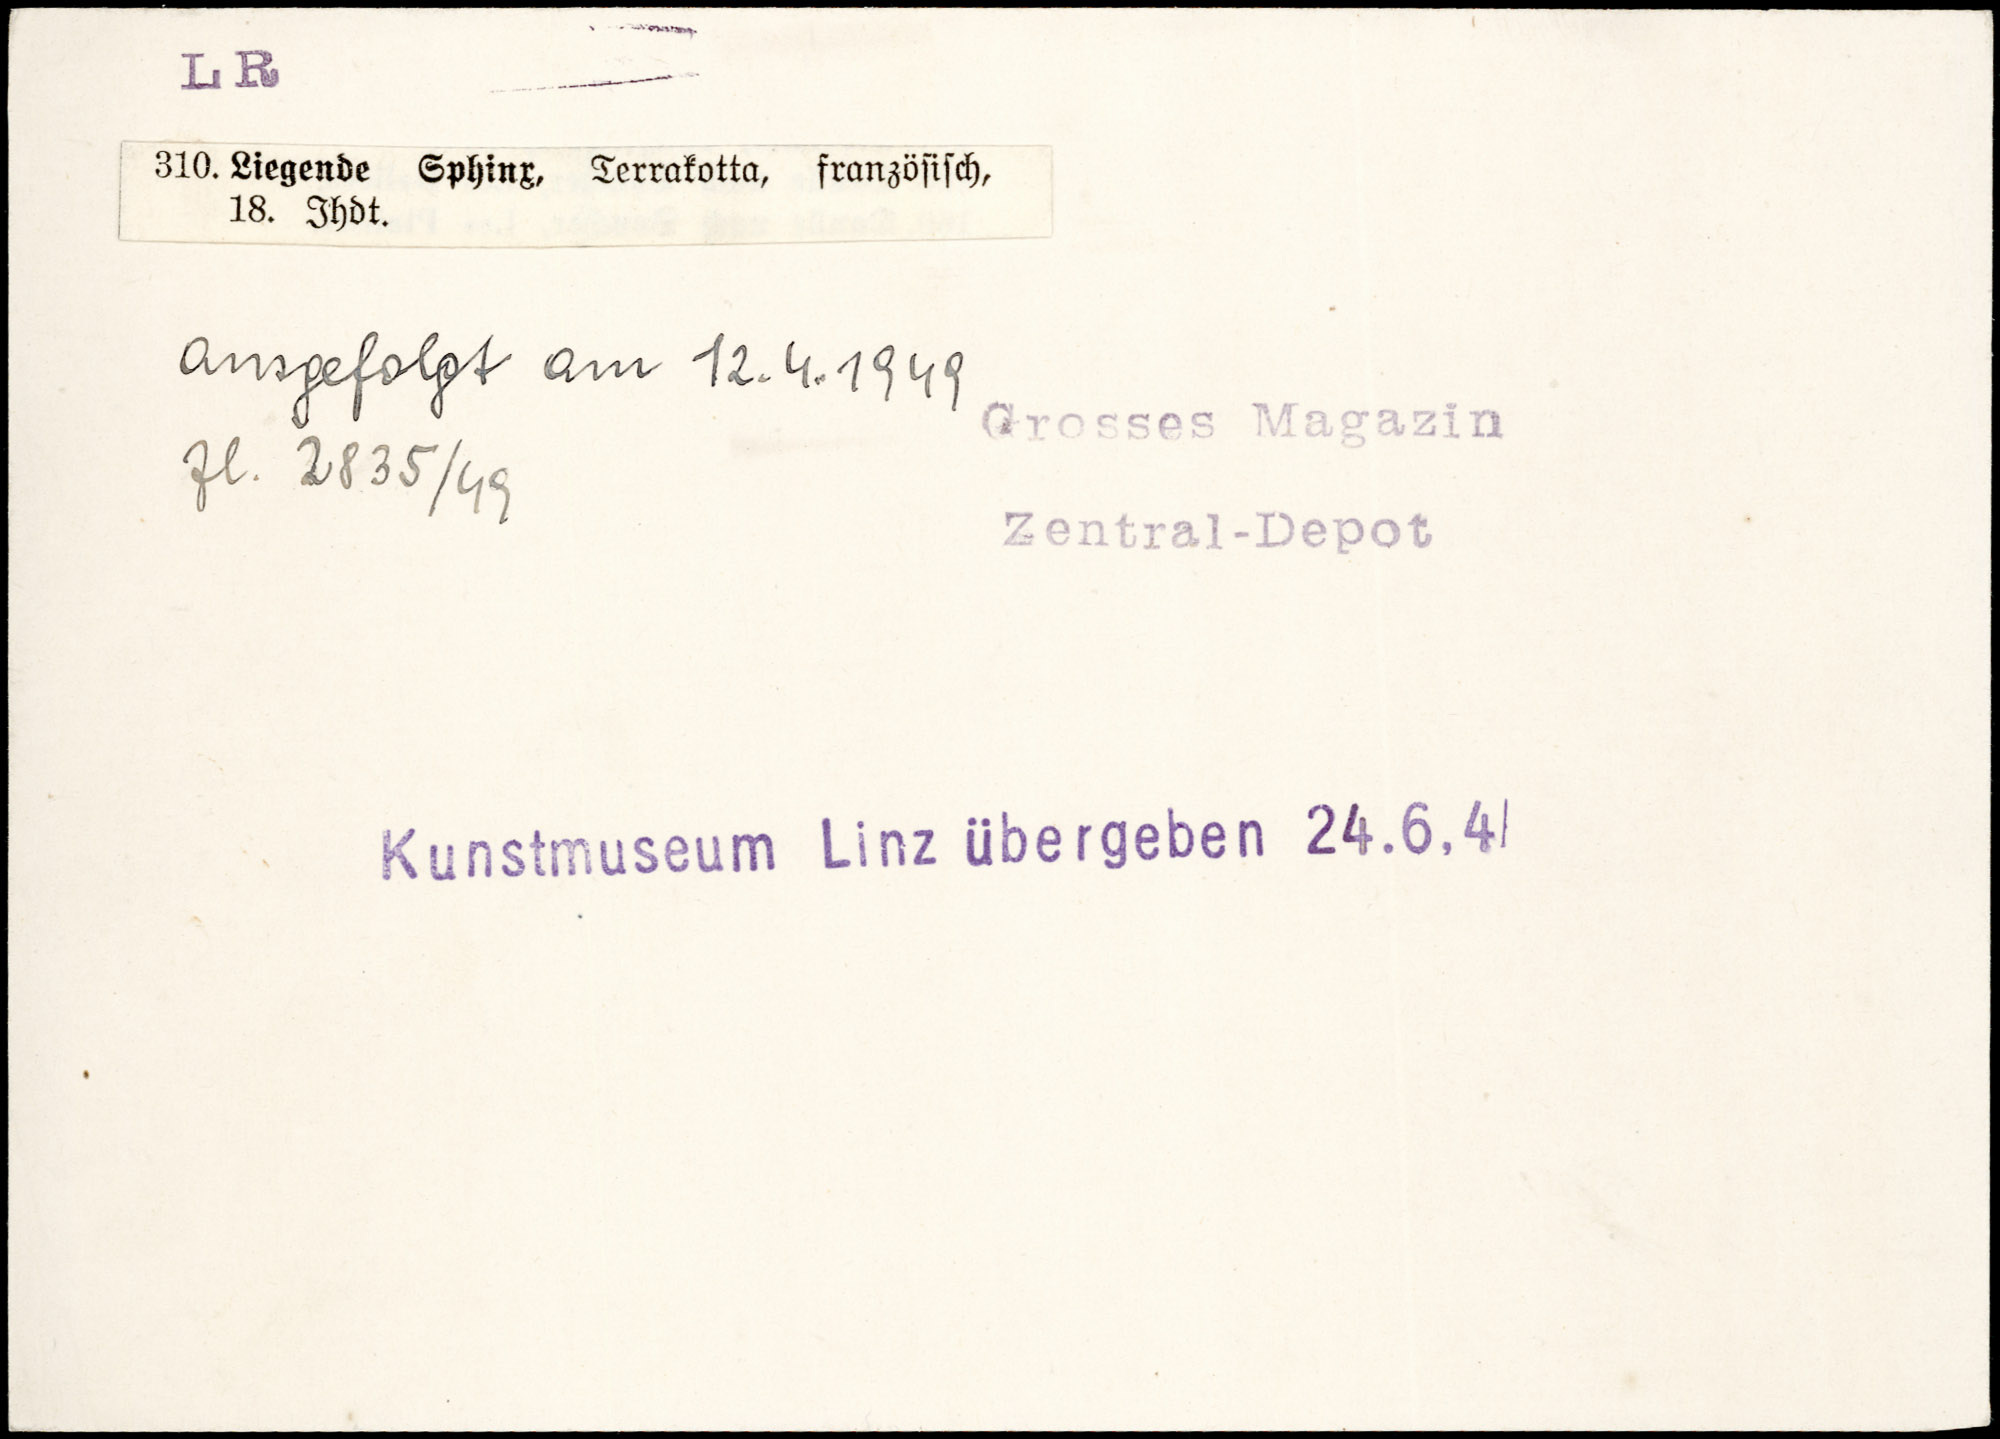 LR
310. Liegende Sphinx, Terrakotta, französisch,
18. Jhdt.
ausgefolgt am 12.4.1949
Zl. 2835/49
Grosses Magazin
Zentral-Depot
Kunstmuseum Linz übergeben 24.6.41